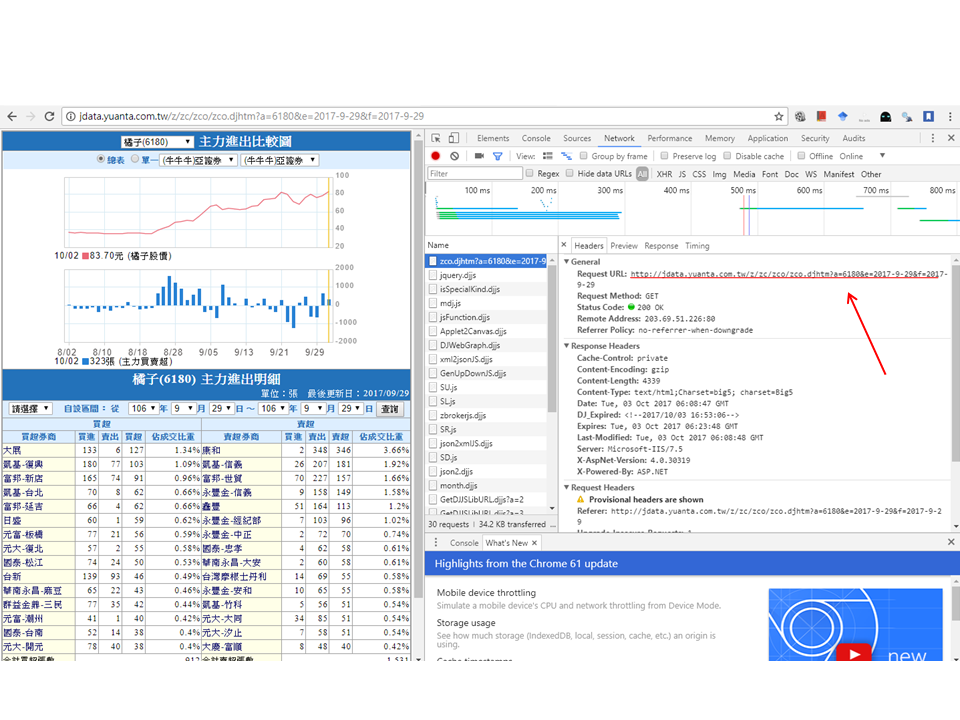 jdata.yuanta.com.tw/z/zc/zco/zco.djhtm?a=6180&e=2017-9-29&f=2017-9-29
橘子(6180) 主力進出比較圖
總表 單一 (牛牛牛)亞證券 (牛牛牛)亞證券
100
80
60
40
20
10/02 83.70元 (橘子股價)
2000
1000
0
-1000
-2000
8/02 8/10 8/18 8/28 9/05 9/13 9/21 9/29
10/02 323張 (主力買賣超)
橘子(6180) 主力進出明細
單位：張 最後更新日：2017/09/29
請選擇 自設區間： 從 106 年 9 月 29 日 ～ 106 年 9 月 29 日 查詢
買超 賣超
買超券商 買進 賣出 買超 佔成交比重 賣超券商 買進 賣出 賣超 佔成交比重
大展 133 6 127 1.34% 康和 2 348 346 3.66%
凱基-復興 180 77 103 1.09% 凱基-信義 26 207 181 1.92%
富邦-新店 165 74 91 0.96% 富邦-世貿 70 227 157 1.66%
凱基-台北 70 8 62 0.66% 永豐金-信義 9 158 149 1.58%
富邦-延吉 66 4 62 0.66% 鑫豐 51 164 113 1.2%
日盛 60 1 59 0.62% 永豐金-經紀部 7 103 96 1.02%
元富-板橋 77 21 56 0.59% 永豐金-中正 2 72 70 0.74%
元大-復北 57 2 55 0.58% 國泰-忠孝 4 62 58 0.61%
國泰-松江 74 24 50 0.53% 華南永昌-大安 2 60 58 0.61%
台新 139 93 46 0.49% 台灣摩根士丹利 14 69 55 0.58%
華南永昌-麻豆 65 22 43 0.46% 永豐金-安和 10 65 55 0.58%
群益金鼎-三民 77 35 42 0.44% 凱基-竹科 5 56 51 0.54%
元富-潮州 41 1 40 0.42% 元大-大同 34 85 51 0.54%
國泰-台南 52 14 38 0.4% 元大-汐止 7 58 51 0.54%
元大-開元 78 40 38 0.4% 大慶-富順 8 48 40 0.42%
合計買超張數 912 合計賣超張數 1,531
Elements Console Sources Network Performance Memory Application Security Audits
View: Group by frame Preserve log Disable cache Offline Online
Filter Regex Hide data URLs All XHR JS CSS Img Media Font Doc WS Manifest Other
100 ms 200 ms 300 ms 400 ms 500 ms 600 ms 700 ms 800 ms
Name
zco.djhtm?a=6180&e=2017-9
jquery.djjs
isSpecialKind.djjs
mdj.js
jsFunction.djjs
Applet2Canvas.djjs
DJWebGraph.djjs
xml2jsonJS.djjs
GenUpDownJS.djjs
SU.js
SL.js
zbrokerjs.djjs
SR.js
json2xmlJS.djjs
SD.js
json2.djjs
month.djjs
GetDJJSLibURL.djjs?a=2
GetDJJSLibURL.djjs?a=3
30 requests | 34.2 KB transferred ...
Headers Preview Response Timing
General
Request URL: http://jdata.yuanta.com.tw/z/zc/zco/zco.djhtm?a=6180&e=2017-9-29&f=2017-
9-29
Request Method: GET
Status Code: 200 OK
Remote Address: 203.69.51.226:80
Referrer Policy: no-referrer-when-downgrade
Response Headers
Cache-Control: private
Content-Encoding: gzip
Content-Length: 4339
Content-Type: text/html;Charset=big5; charset=Big5
Date: Tue, 03 Oct 2017 06:08:47 GMT
DJ_Expired: <!--2017/10/03 16:53:06-->
Expires: Tue, 03 Oct 2017 06:23:48 GMT
Last-Modified: Tue, 03 Oct 2017 06:08:48 GMT
Server: Microsoft-IIS/7.5
X-AspNet-Version: 4.0.30319
X-Powered-By: ASP.NET
Request Headers
Provisional headers are shown
Referer: http://jdata.yuanta.com.tw/z/zc/zco/zco.djhtm?a=6180&e=2017-9-29&f=2017-9-2
9
Upgrade-Insecure-Requests: 1
Console What's New
Highlights from the Chrome 61 update
Mobile device throttling
Simulate a mobile device's CPU and network throttling from Device Mode.
Storage usage
See how much storage (IndexedDB, local, session, cache, etc.) an origin is
using.
Cache timestamps
new